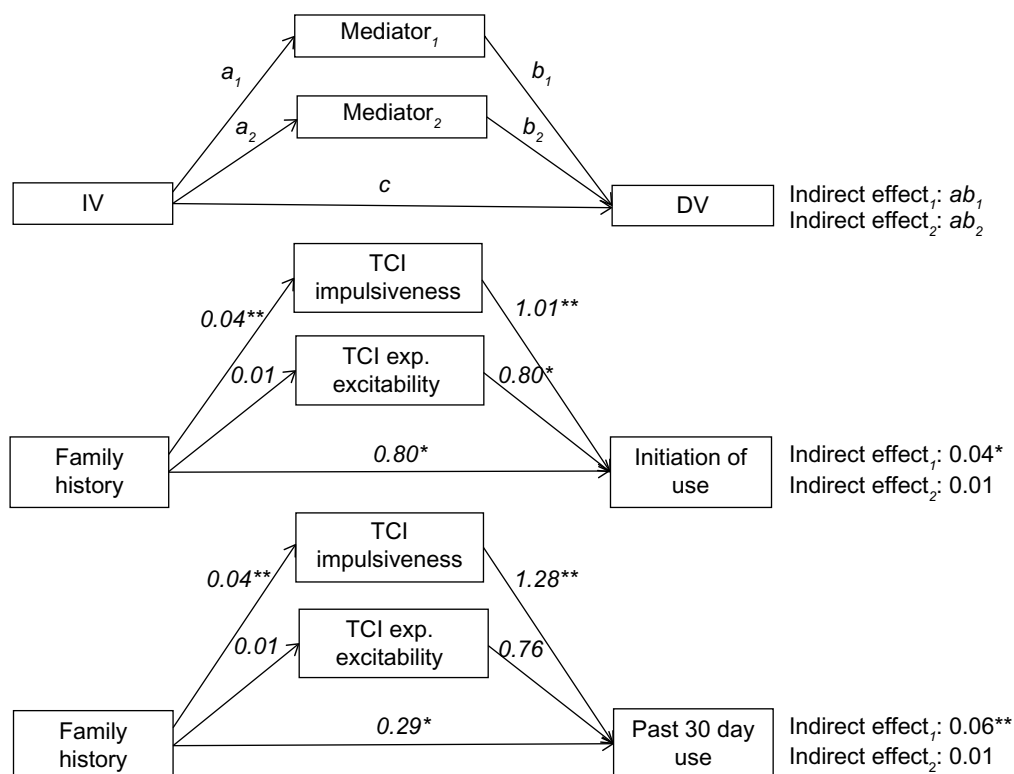 Mediator1
a1
b1
Mediator2
a2
b2
c
IV
DV
Indirect effect1: ab1
Indirect effect2: ab2
TCI
impulsiveness
0.04**
1.01**
TCI exp.
excitability
0.01
0.80*
0.80*
Family
history
Initiation of
use
Indirect effect1: 0.04*
Indirect effect2: 0.01
TCI
impulsiveness
0.04**
1.28**
TCI exp.
excitability
0.01
0.76
0.29*
Family
history
Past 30 day
use
Indirect effect1: 0.06**
Indirect effect2: 0.01